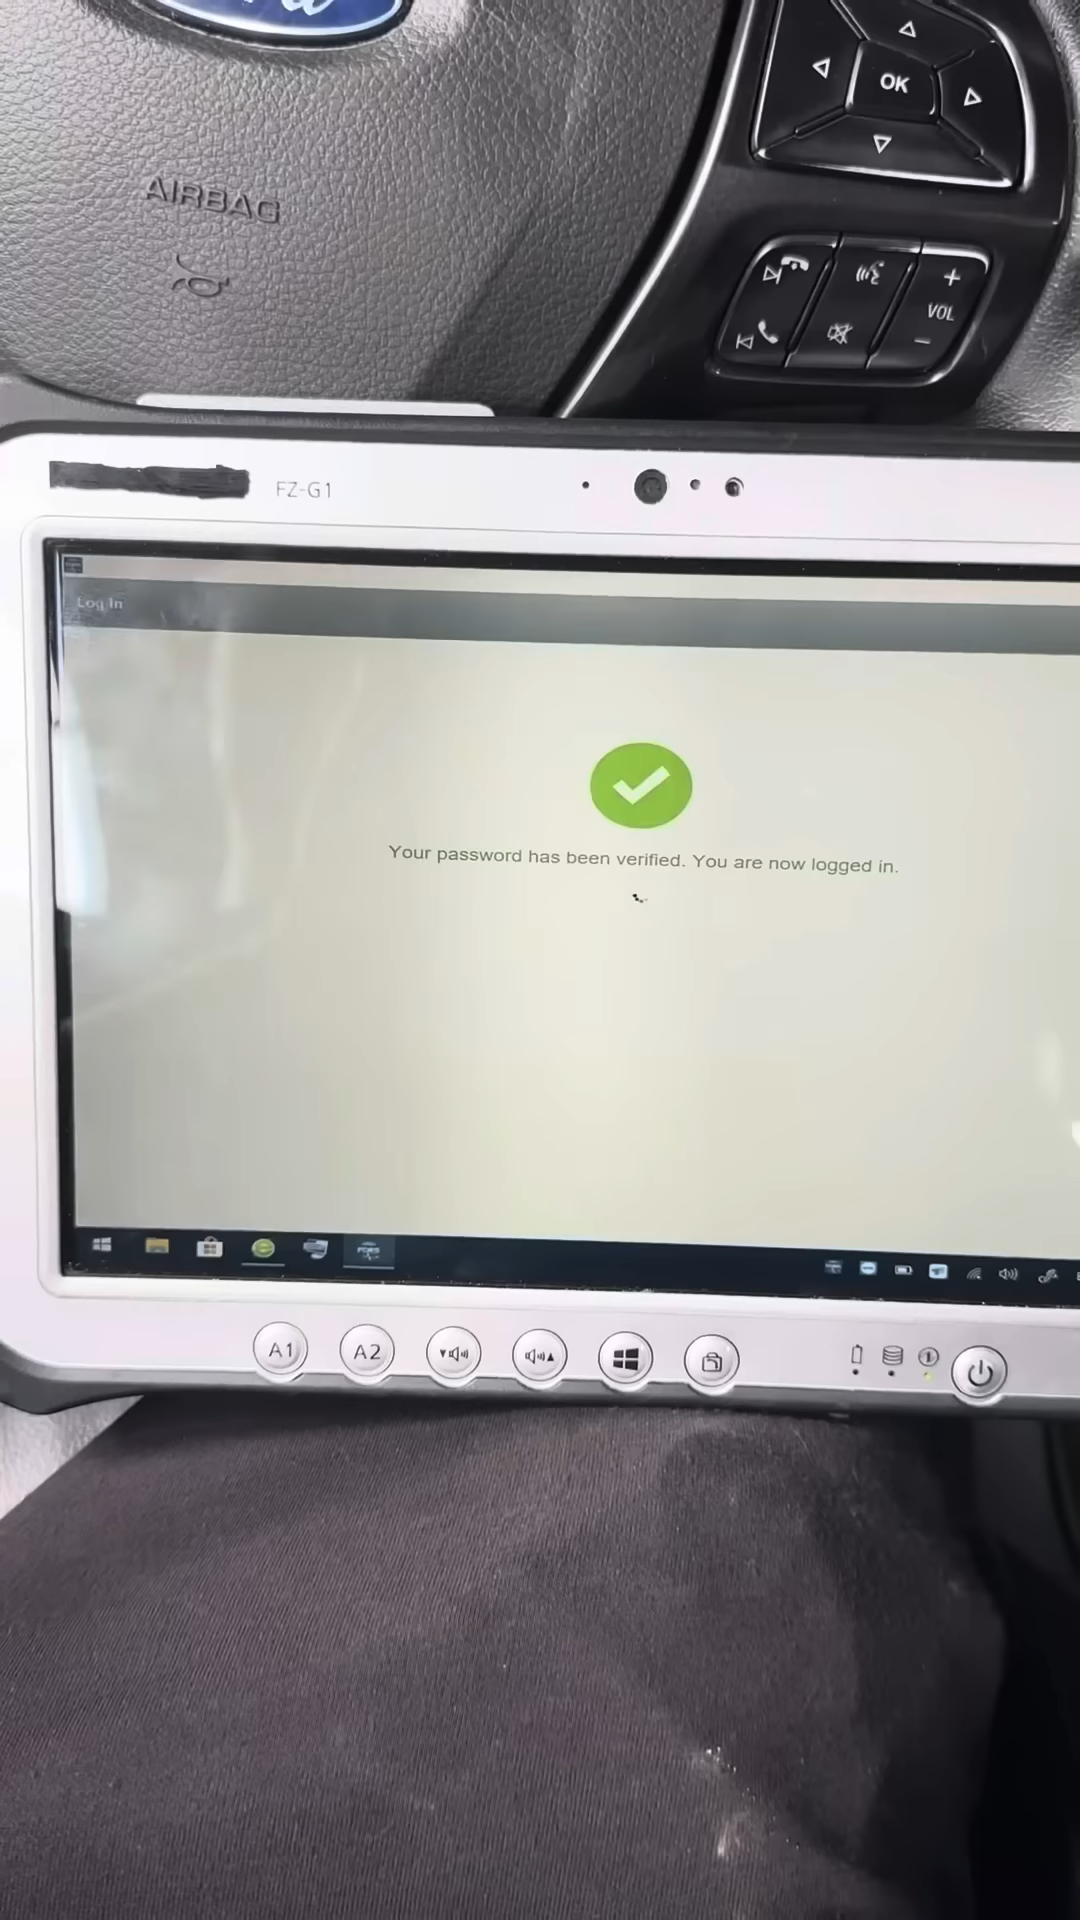 OK
AIRBAG
+
VOL
−
FZ-G1
Log In
Your password has been verified. You are now logged in.
A1
A2